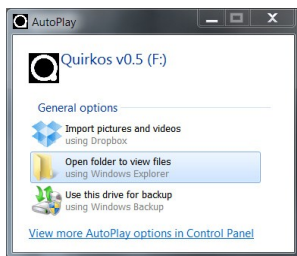 AutoPlay
Quirkos v0.5 (F:)
General options
Import pictures and videos
using Dropbox
Open folder to view files
using Windows Explorer
Use this drive for backup
using Windows Backup
View more AutoPlay options in Control Panel